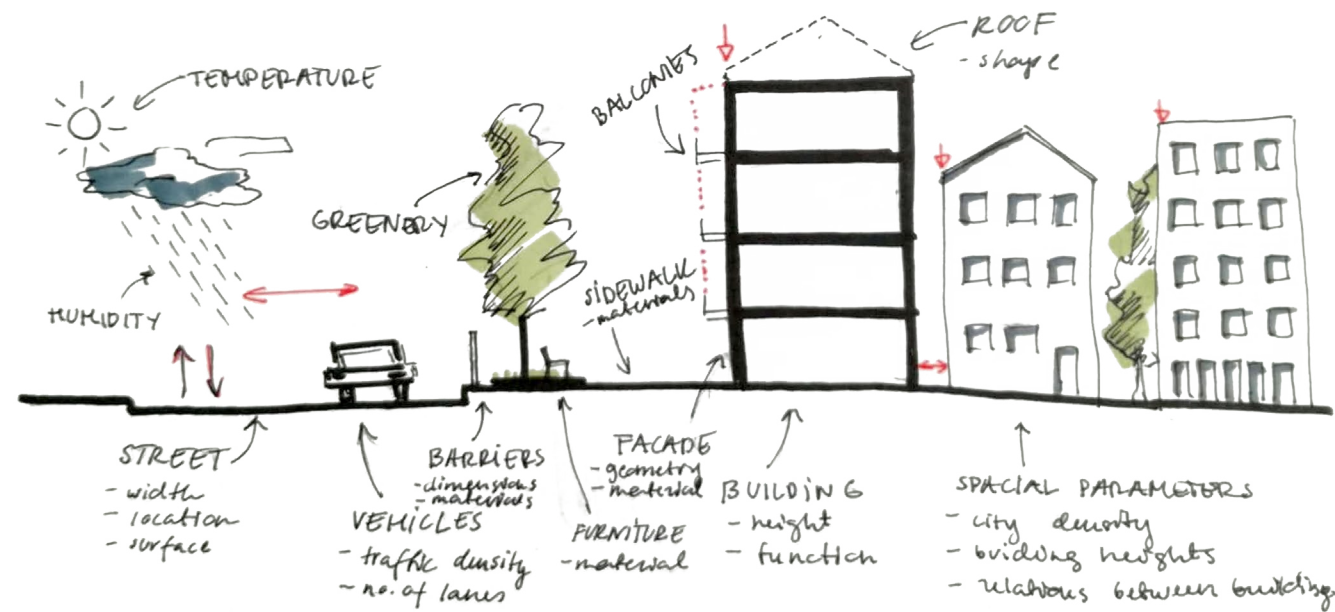 TEMPERATURE
ROOF
- shape
BALCONIES
GREENERY
HUMIDITY
SIDEWALK
- materials
STREET
- width
- location
- surface
VEHICLES
- traffic density
- no. of lanes
BARRIERS
- dimensions
- materials
FURNITURE
- material
FACADE
- geometry
- material
BUILDING
- height
- function
SPACIAL PARAMETERS
- city density
- building heights
- relations between building